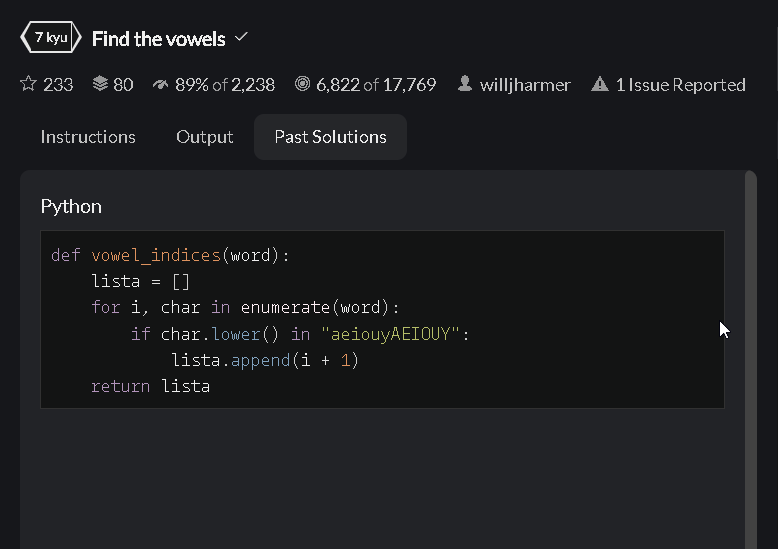 7 kyu Find the vowels
233 80 89% of 2,238 6,822 of 17,769 willjharmer 1 Issue Reported
Instructions Output Past Solutions
Python
def vowel_indices(word):
    lista = []
    for i, char in enumerate(word):
        if char.lower() in "aeiouyAEIOUY":
            lista.append(i + 1)
    return lista